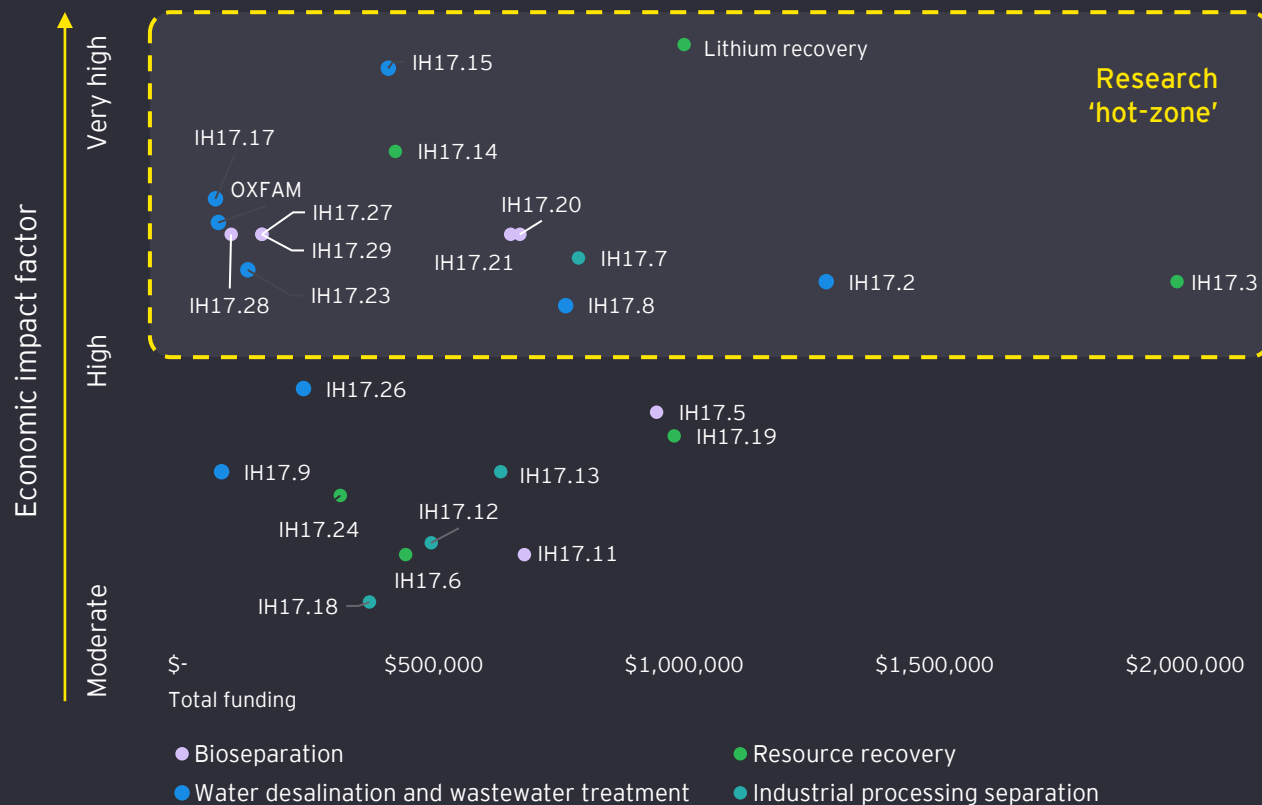 Economic impact factor
Very high
High
Moderate
Research
'hot-zone'
Lithium recovery
IH17.15
IH17.17
IH17.14
OXFAM
IH17.27
IH17.20
IH17.29
IH17.21
IH17.7
IH17.28
IH17.23
IH17.2
IH17.3
IH17.8
IH17.26
IH17.5
IH17.19
IH17.9
IH17.13
IH17.24
IH17.12
IH17.11
IH17.6
IH17.18
$- $500,000 $1,000,000 $1,500,000 $2,000,000
Total funding
Bioseparation
Resource recovery
Water desalination and wastewater treatment
Industrial processing separation